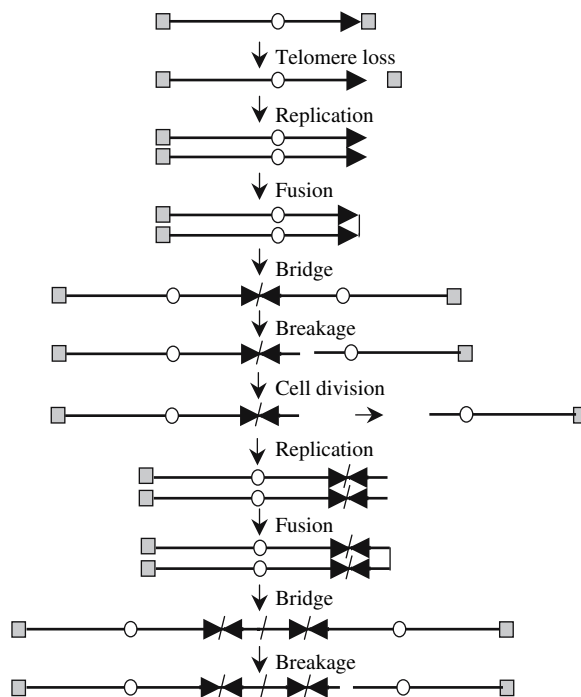 Telomere loss
Replication
Fusion
Bridge
Breakage
Cell division
Replication
Fusion
Bridge
Breakage